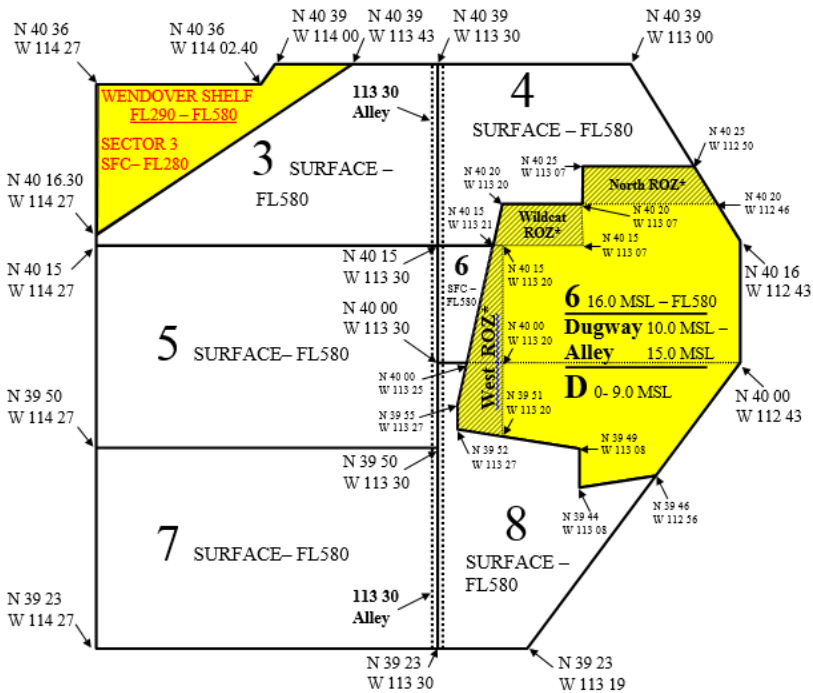 N 40 36
W 114 27
N 40 36
W 114 02.40
N 40 39
W 114 00
N 40 39
W 113 43
N 40 39
W 113 30
N 40 39
W 113 00
WENDOVER SHELF
FL290 – FL580
SECTOR 3
SFC– FL280
113 30
Alley
4
SURFACE – FL580
3 SURFACE –
FL580
N 40 25
W 112 50
N 40 25
W 113 07
North ROZ*
N 40 20
W 113 20
N 40 16.30
W 114 27
N 40 15
W 113 21
Wildcat
ROZ*
N 40 20
W 113 07
N 40 20
W 112 46
N 40 15
W 113 07
N 40 15
W 114 27
N 40 15
W 113 30
6
SFC –
FL580
N 40 15
W 113 20
N 40 16
W 112 43
N 40 00
W 113 30
West ROZ*
6 16.0 MSL – FL580
Dugway 10.0 MSL –
Alley 15.0 MSL
D 0- 9.0 MSL
N 40 00
W 113 20
5 SURFACE– FL580
N 40 00
W 113 25
N 39 51
W 113 20
N 40 00
W 112 43
N 39 55
W 113 27
N 39 50
W 114 27
N 39 50
W 113 30
N 39 52
W 113 27
N 39 49
W 113 08
N 39 46
W 112 56
N 39 44
W 113 08
7 SURFACE– FL580
8
SURFACE –
FL580
113 30
Alley
N 39 23
W 114 27
N 39 23
W 113 30
N 39 23
W 113 19